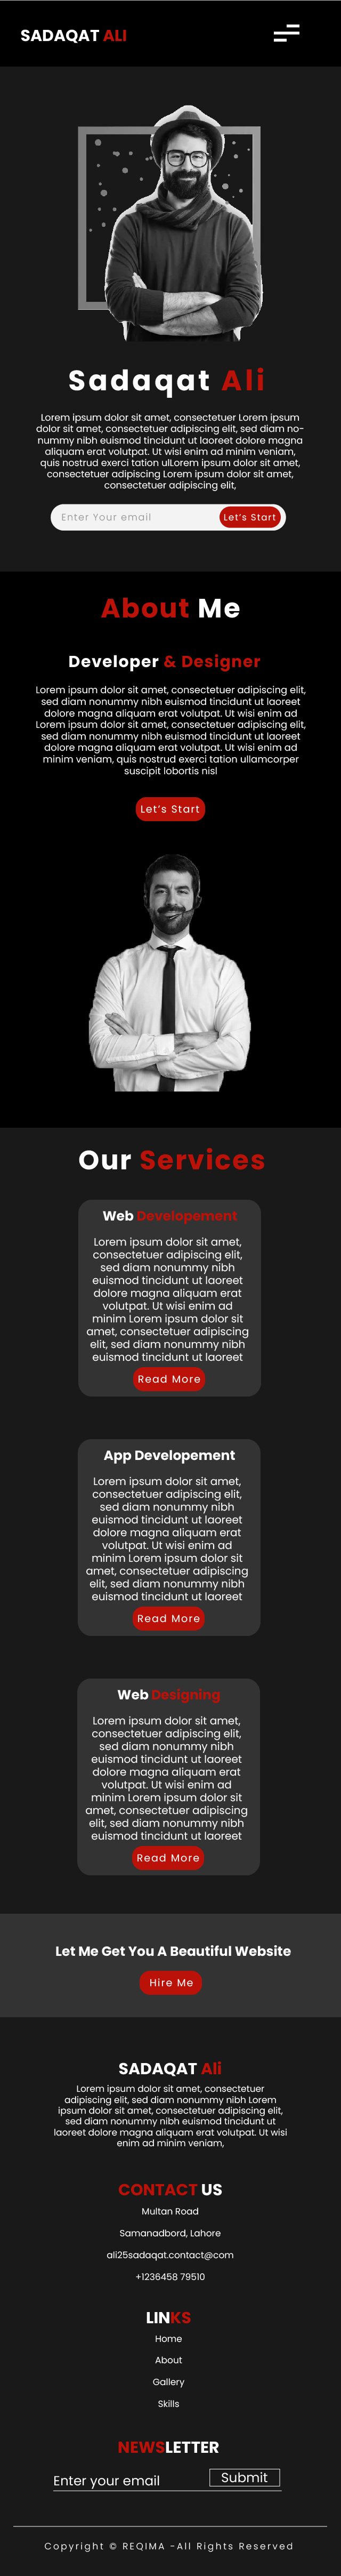 SADAQAT ALI
Sadaqat Ali
Lorem ipsum dolor sit amet, consectetuer Lorem ipsum
dolor sit amet, consectetuer adipiscing elit, sed diam no-
nummy nibh euismod tincidunt ut laoreet dolore magna
aliquam erat volutpat. Ut wisi enim ad minim veniam,
quis nostrud exerci tation ulLorem ipsum dolor sit amet,
consectetuer adipiscing Lorem ipsum dolor sit amet,
consectetuer adipiscing elit,
Enter Your email
Let's Start
About Me
Developer & Designer
Lorem ipsum dolor sit amet, consectetuer adipiscing elit,
sed diam nonummy nibh euismod tincidunt ut laoreet
dolore magna aliquam erat volutpat. Ut wisi enim ad
Lorem ipsum dolor sit amet, consectetuer adipiscing elit,
sed diam nonummy nibh euismod tincidunt ut laoreet
dolore magna aliquam erat volutpat. Ut wisi enim ad
minim veniam, quis nostrud exerci tation ullamcorper
suscipit lobortis nisl
Let's Start
Our Services
Web Developement
Lorem ipsum dolor sit amet,
consectetuer adipiscing elit,
sed diam nonummy nibh
euismod tincidunt ut laoreet
dolore magna aliquam erat
volutpat. Ut wisi enim ad
minim Lorem ipsum dolor sit
amet, consectetuer adipiscing
elit, sed diam nonummy nibh
euismod tincidunt ut laoreet
Read More
App Developement
Lorem ipsum dolor sit amet,
consectetuer adipiscing elit,
sed diam nonummy nibh
euismod tincidunt ut laoreet
dolore magna aliquam erat
volutpat. Ut wisi enim ad
minim Lorem ipsum dolor sit
amet, consectetuer adipiscing
elit, sed diam nonummy nibh
euismod tincidunt ut laoreet
Read More
Web Designing
Lorem ipsum dolor sit amet,
consectetuer adipiscing elit,
sed diam nonummy nibh
euismod tincidunt ut laoreet
dolore magna aliquam erat
volutpat. Ut wisi enim ad
minim Lorem ipsum dolor sit
amet, consectetuer adipiscing
elit, sed diam nonummy nibh
euismod tincidunt ut laoreet
Read More
Let Me Get You A Beautiful Website
Hire Me
SADAQAT Ali
Lorem ipsum dolor sit amet, consectetuer
adipiscing elit, sed diam nonummy nibh Lorem
ipsum dolor sit amet, consectetuer adipiscing elit,
sed diam nonummy nibh euismod tincidunt ut
laoreet dolore magna aliquam erat volutpat. Ut wisi
enim ad minim veniam,
CONTACT US
Multan Road
Samanadbord, Lahore
ali25sadaqat.contact@com
+1236458 79510
LINKS
Home
About
Gallery
Skills
NEWSLETTER
Enter your email
Submit
Copyright © REQIMA -All Rights Reserved